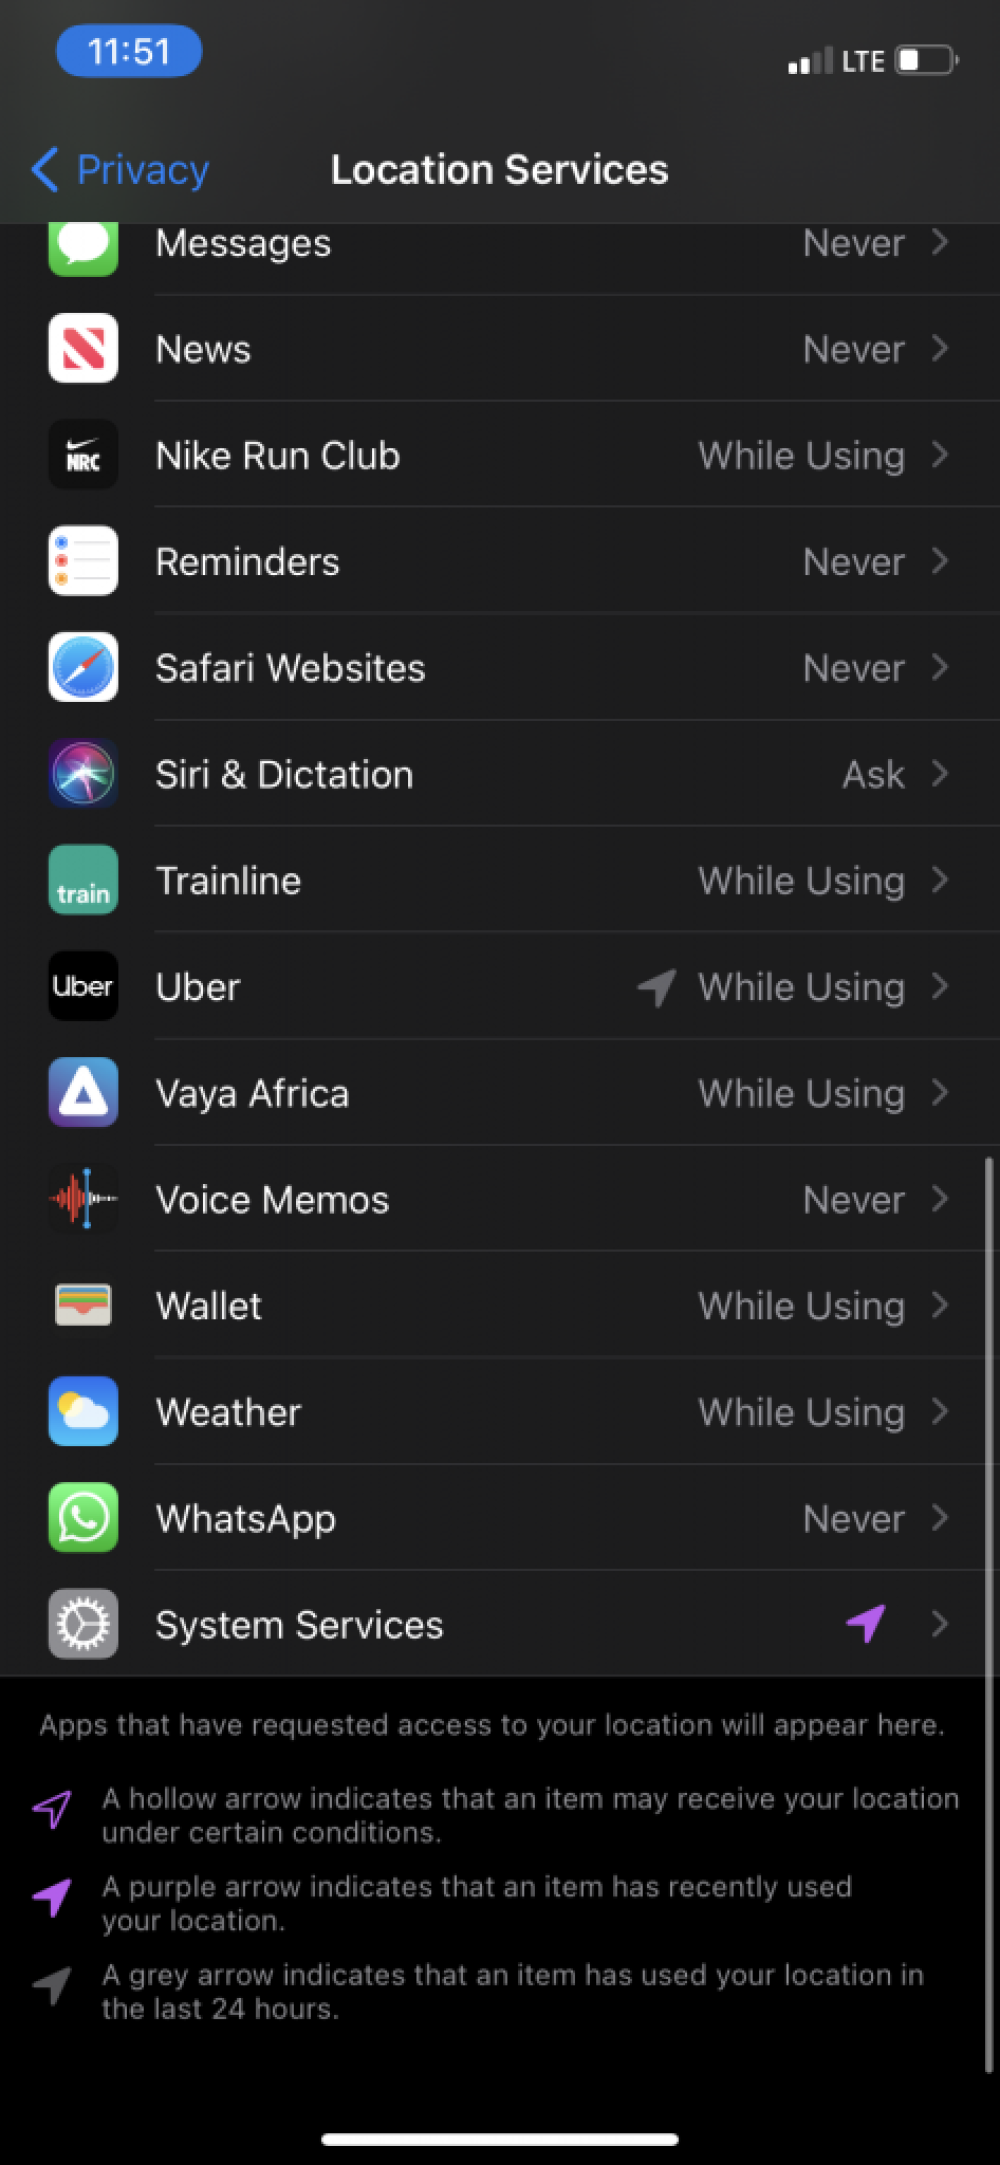 11:51
LTE
Privacy
Location Services
Messages Never
News Never
NRC
Nike Run Club While Using
Reminders Never
Safari Websites Never
Siri & Dictation Ask
train
Trainline While Using
Uber
Uber While Using
Vaya Africa While Using
Voice Memos Never
Wallet While Using
Weather While Using
WhatsApp Never
System Services
Apps that have requested access to your location will appear here.
A hollow arrow indicates that an item may receive your location
under certain conditions.
A purple arrow indicates that an item has recently used
your location.
A grey arrow indicates that an item has used your location in
the last 24 hours.